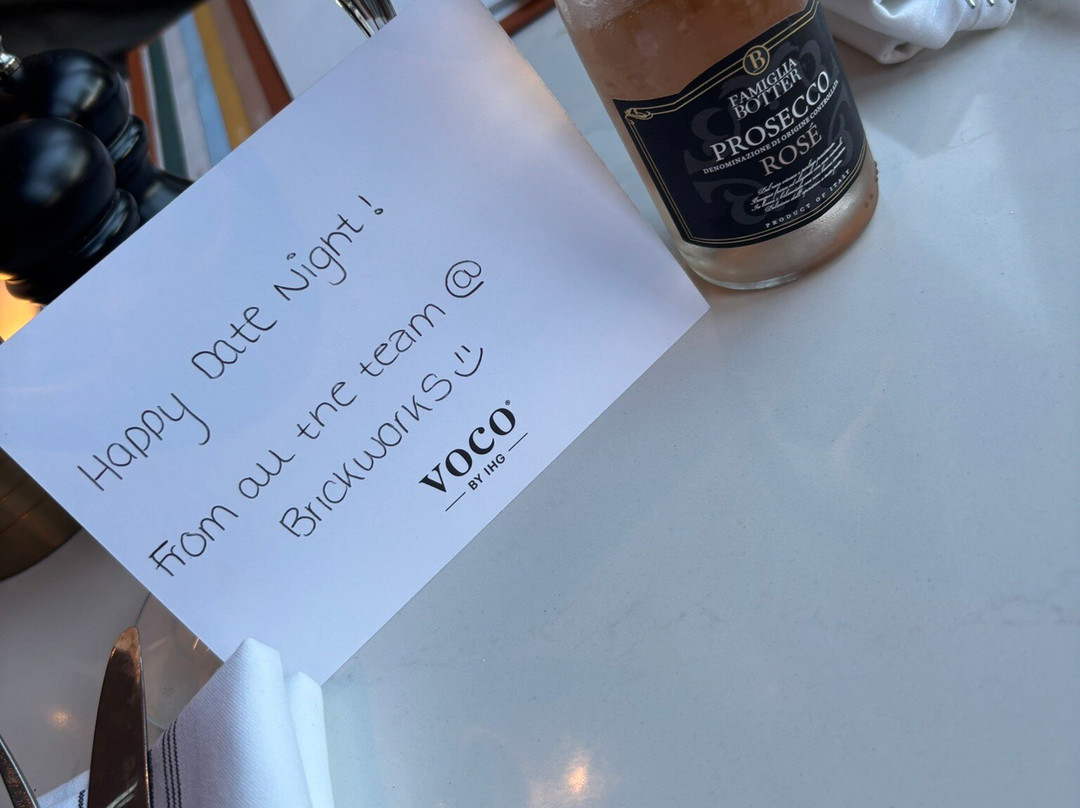 Happy Date Night!
From all the team @
Brickworks :)
VOCO®
BY IHG
B
FAMIGLIA
BOTTER
PROSECCO
DENOMINAZIONE DI ORIGINE CONTROLLATA
ROSÉ
PRODUCT OF ITALY